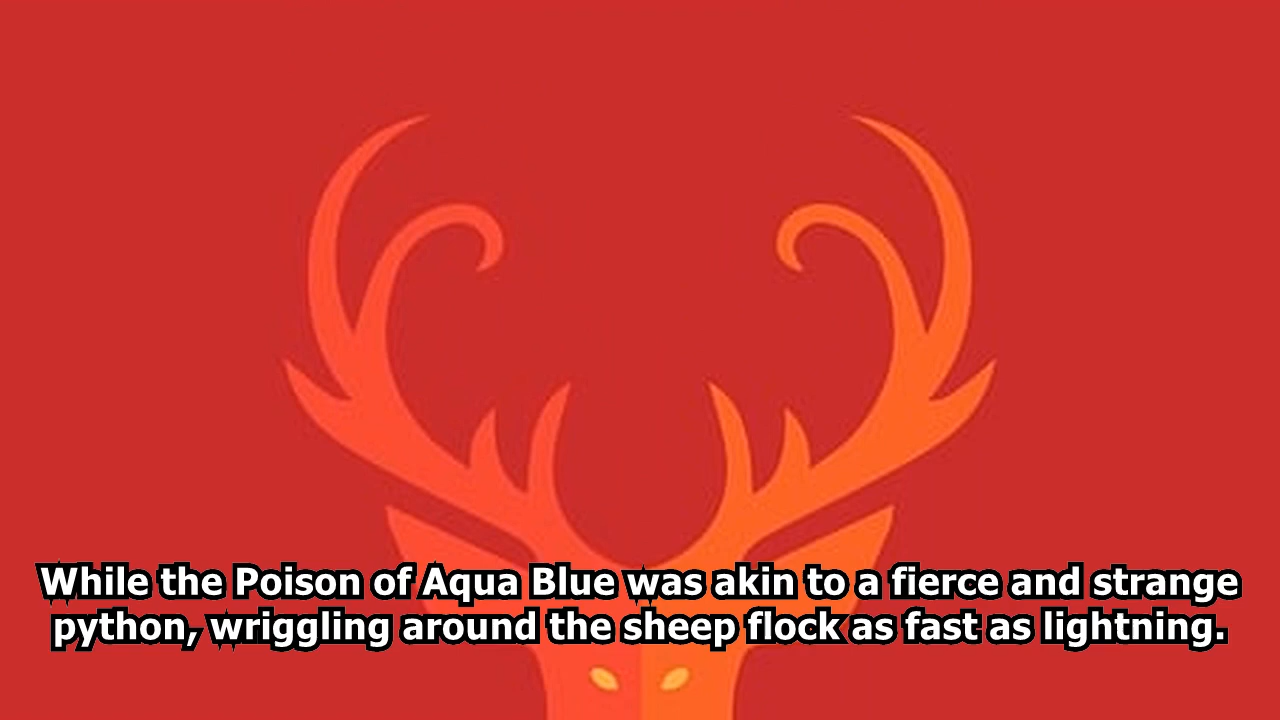 While the Poison of Aqua Blue was akin to a fierce and strange
python, wriggling around the sheep flock as fast as lightning.